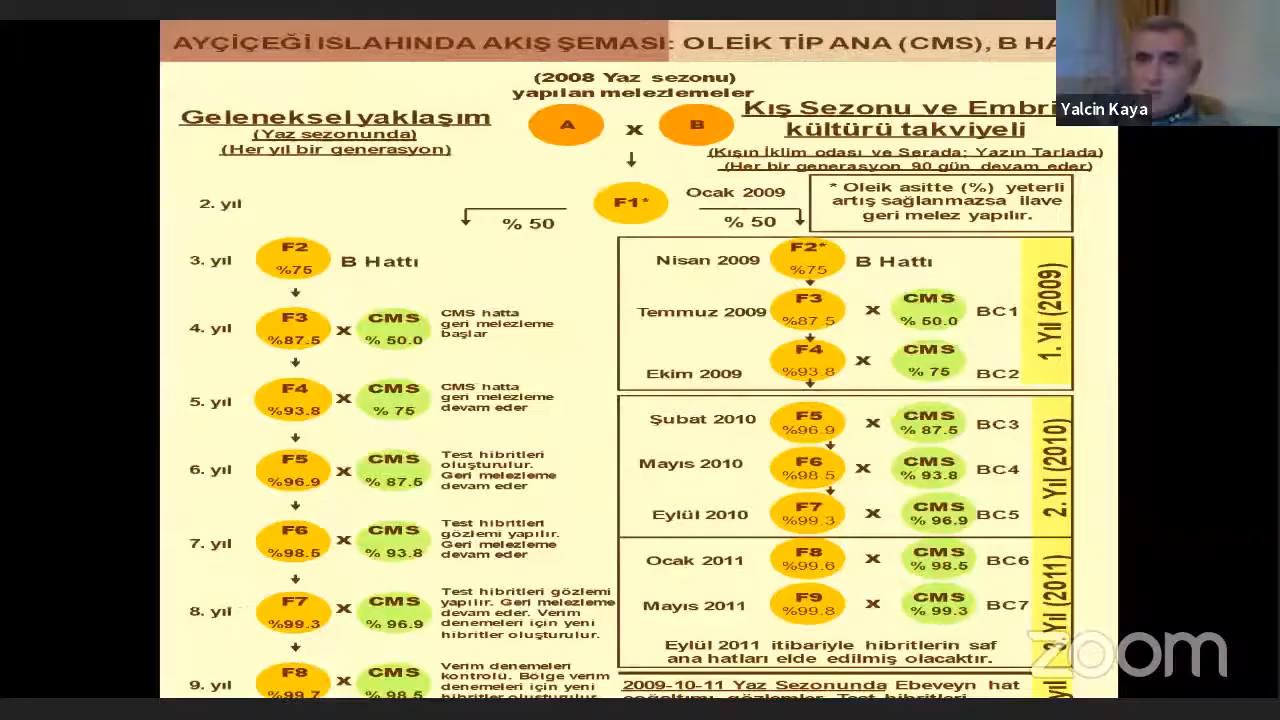 AYÇİÇEĞİ ISLAHINDA AKIŞ ŞEMASI: OLEİK TİP ANA (CMS), B HA
Yalcin Kaya
(2008 Yaz sezonu)
yapılan melezlemeler
A x B
Geleneksel yaklaşım
(Yaz sezonunda)
(Her yıl bir generasyon)
Kış Sezonu ve Embri
kültürü takviyeli
(Kışın İklim odası ve Serada; Yazın Tarlada)
(Her bir generasyon 90 gün devam eder)
2. yıl
F1*
Ocak 2009
% 50
% 50
* Oleik asitte (%) yeterli
artış sağlanmazsa ilave
geri melez yapılır.
3. yıl
F2
%75
B Hattı
4. yıl
F3
%87.5
x
CMS
% 50.0
CMS hatta
geri melezleme
başlar
5. yıl
F4
%93.8
x
CMS
% 75
CMS hatta
geri melezleme
devam eder
6. yıl
F5
%96.9
x
CMS
% 87.5
Test hibritleri
oluşturulur.
Geri melezleme
devam eder
7. yıl
F6
%98.5
x
CMS
% 93.8
Test hibritleri
gözlemi yapılır.
Geri melezleme
devam eder
8. yıl
F7
%99.3
x
CMS
% 96.9
Test hibritleri gözlemi
yapılır. Geri melezleme
devam eder. Verim
denemeleri için yeni
hibritler oluşturulur.
9. yıl
F8
%99.7
x
CMS
% 98.5
Verim denemeleri
kontrolü. Bölge verim
denemeleri için yeni
hibritler oluşturulur
Nisan 2009
F2*
%75
B Hattı
Temmuz 2009
F3
%87.5
x
CMS
% 50.0
BC1
Ekim 2009
F4
%93.8
x
CMS
% 75
BC2
1. Yıl (2009)
Şubat 2010
F5
%96.9
x
CMS
% 87.5
BC3
Mayıs 2010
F6
%98.5
x
CMS
% 93.8
BC4
Eylül 2010
F7
%99.3
x
CMS
% 96.9
BC5
2. Yıl (2010)
Ocak 2011
F8
%99.6
x
CMS
% 98.5
BC6
Mayıs 2011
F9
%99.8
x
CMS
% 99.3
BC7
3 Yıl (2011)
Eylül 2011 itibariyle hibritlerin saf
ana hatları elde edilmiş olacaktır.
2009-10-11 Yaz Sezonunda Ebeveyn hat
gözlemi, Test hibritleri
zoom